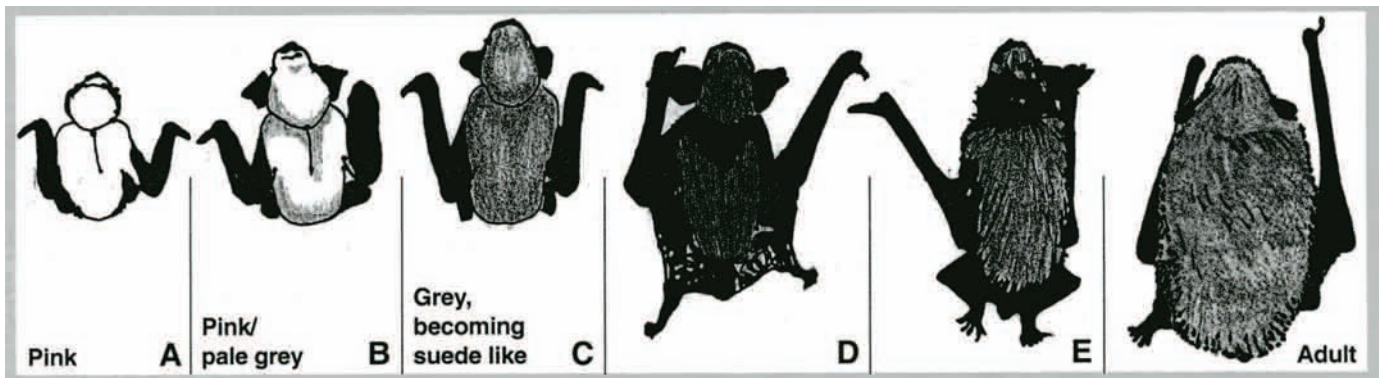 Pink
A
Pink/
pale grey
B
Grey,
becoming
suede like
C
D
E
Adult